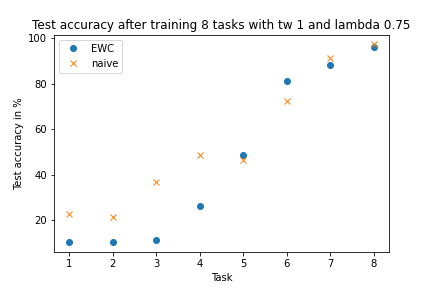 Test accuracy after training 8 tasks with tw 1 and lambda 0.75
EWC
naive
Test accuracy in %
100
80
60
40
20
1 2 3 4 5 6 7 8
Task